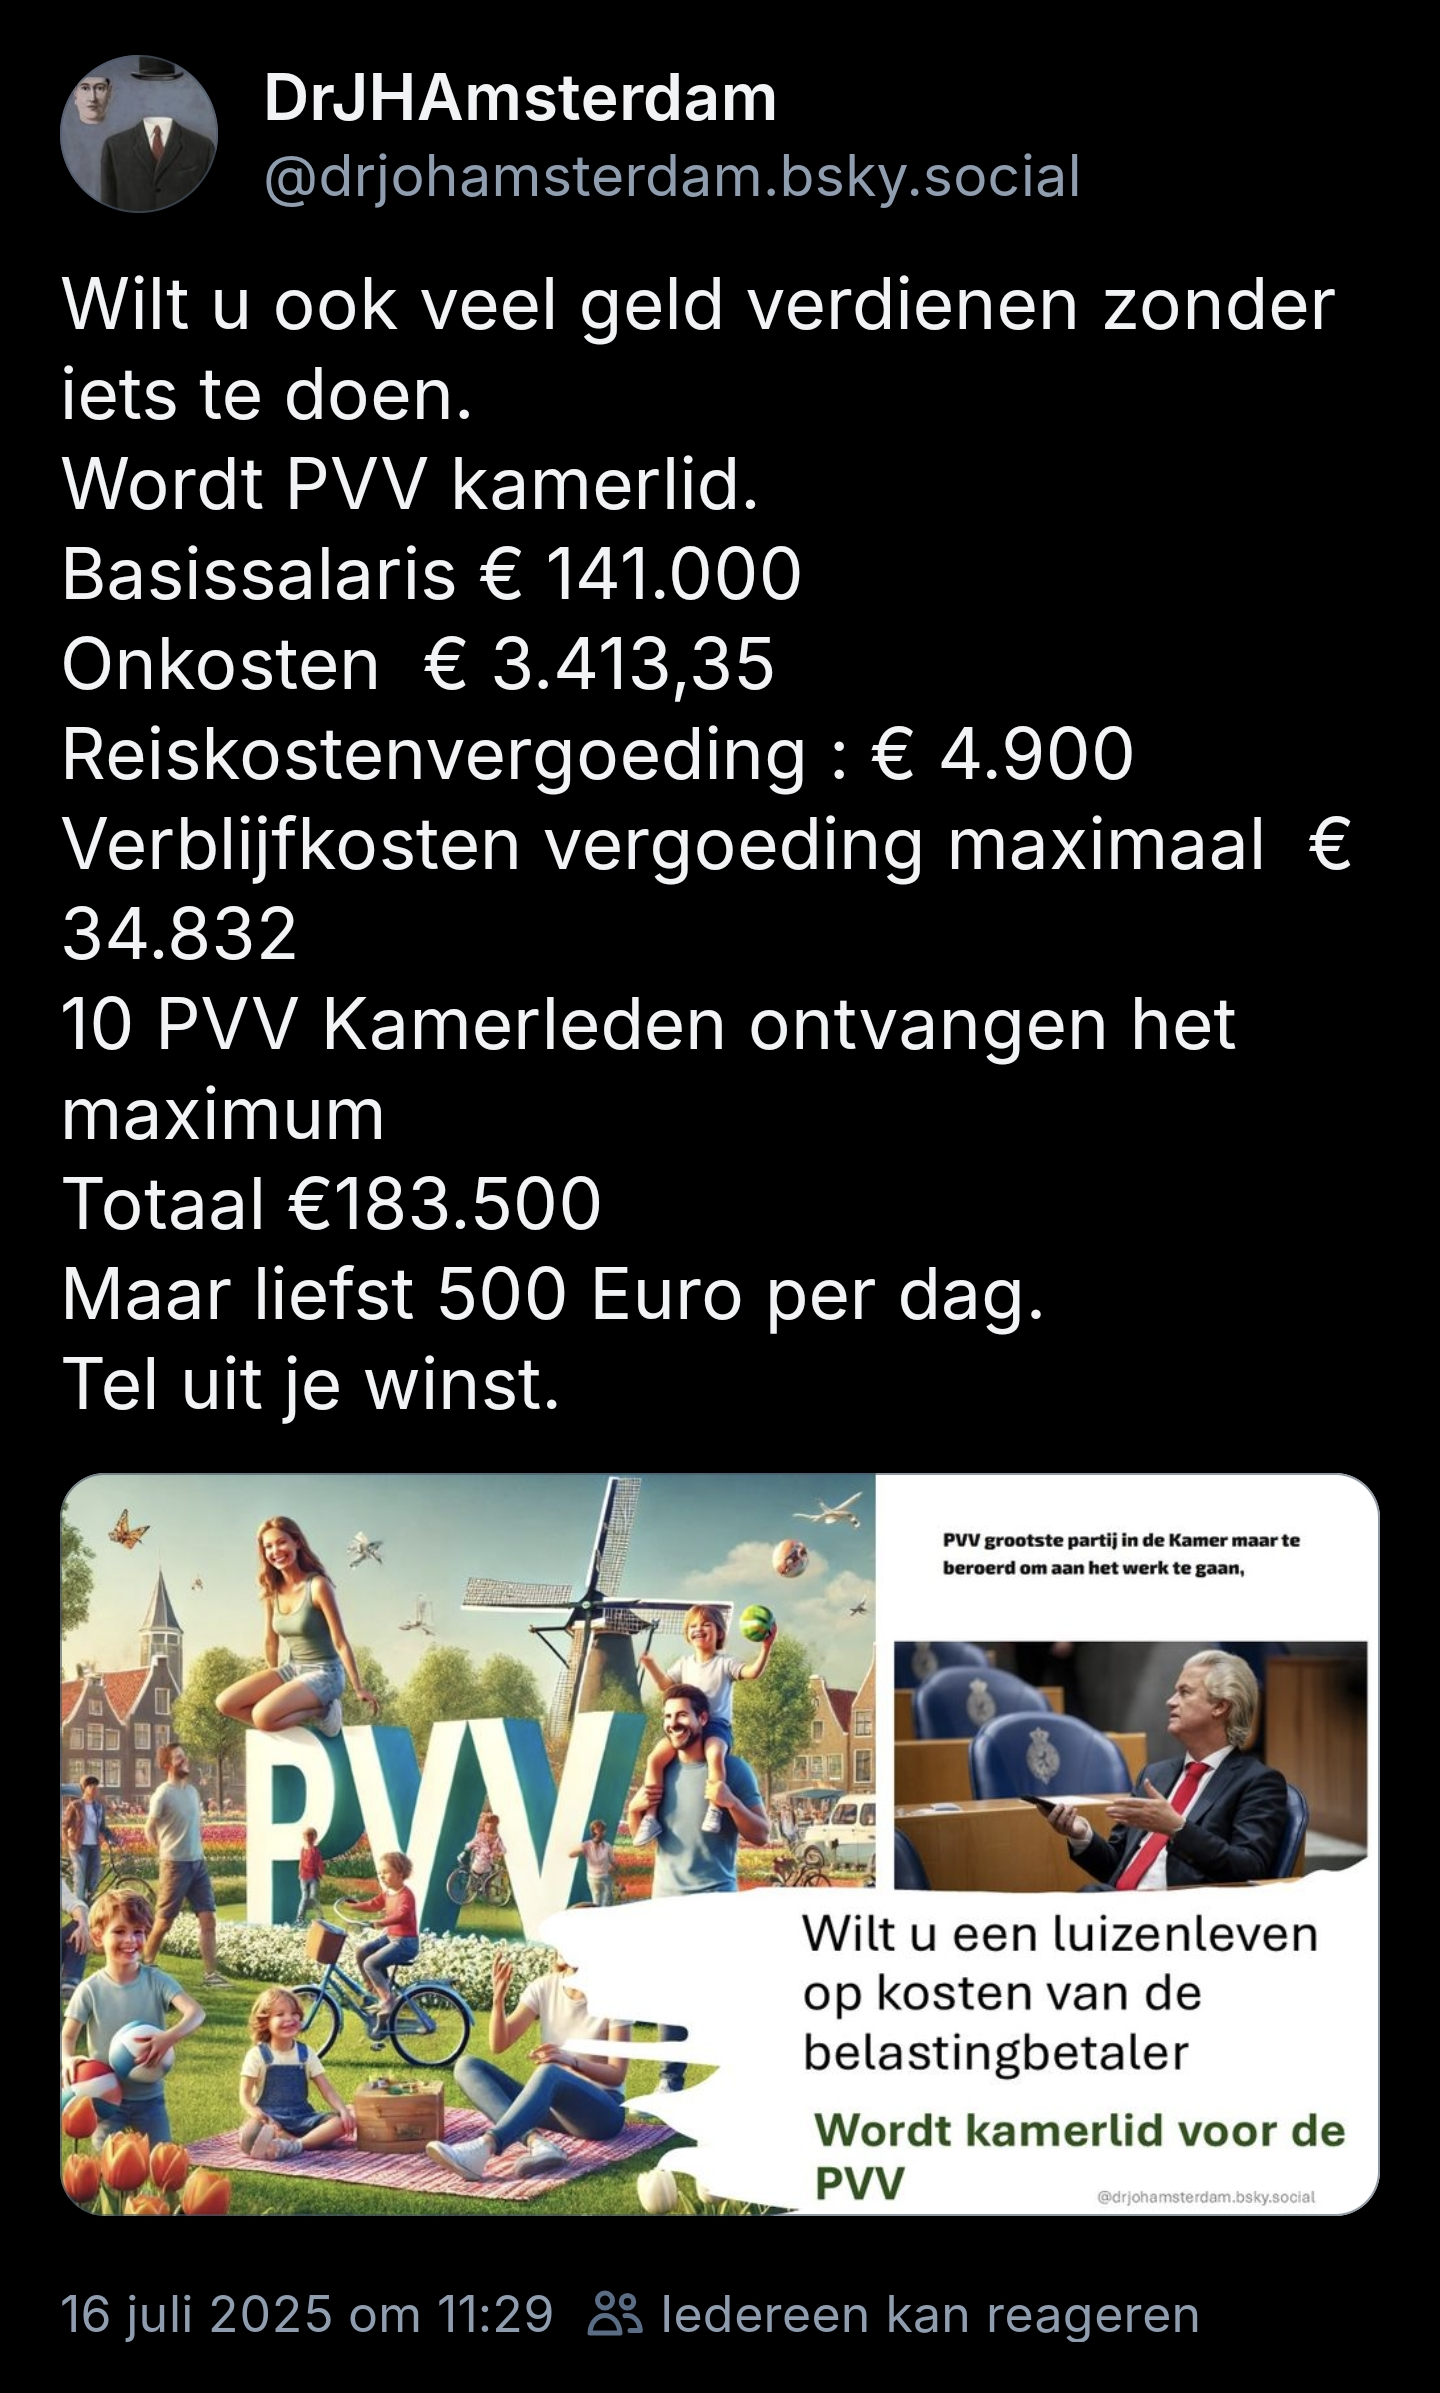 DrJHAmsterdam
@drjohamsterdam.bsky.social
Wilt u ook veel geld verdienen zonder
iets te doen.
Wordt PVV kamerlid.
Basissalaris € 141.000
Onkosten  € 3.413,35
Reiskostenvergoeding : € 4.900
Verblijfkosten vergoeding maximaal  €
34.832
10 PVV Kamerleden ontvangen het
maximum
Totaal €183.500
Maar liefst 500 Euro per dag.
Tel uit je winst.
PVV
PVV grootste partij in de Kamer maar te
beroerd om aan het werk te gaan,
Wilt u een luizenleven
op kosten van de
belastingbetaler
Wordt kamerlid voor de
PVV
@drjohamsterdam.bsky.social
16 juli 2025 om 11:29 Iedereen kan reageren